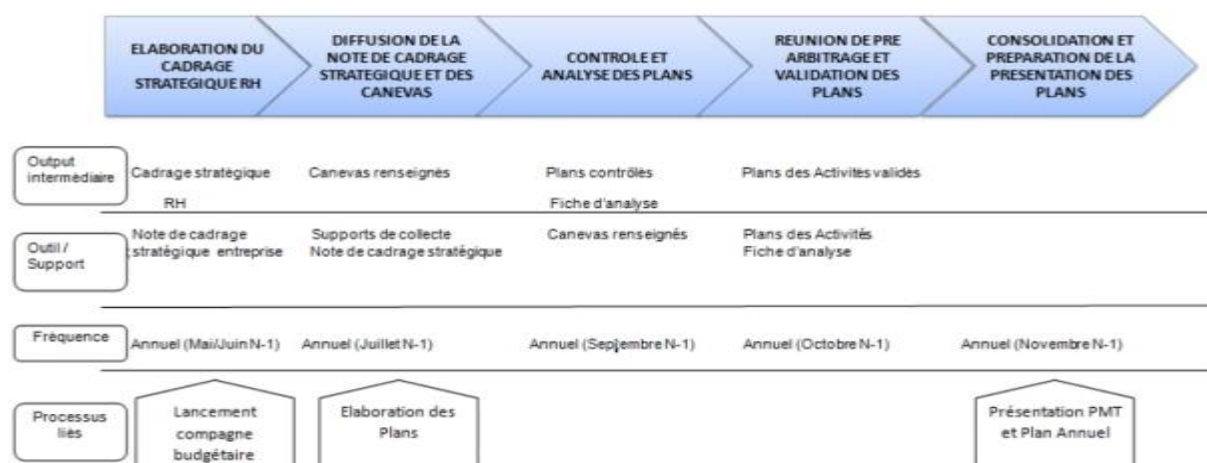 ELABORATION DU
CADRAGE
STRATEGIQUE RH
DIFFUSION DE LA
NOTE DE CADRAGE
STRATEGIQUE ET DES
CANEVAS
CONTROLE ET
ANALYSE DES PLANS
REUNION DE PRE
ARBITRAGE ET
VALIDATION DES
PLANS
CONSOLIDATION ET
PREPARATION DE LA
PRESENTATION DES
PLANS
Output
intermédiaire
Cadrage stratégique
RH
Canevas renseignés
Plans contrôlés
Fiche d'analyse
Plans des Activités validés
Outil /
Support
Note de cadrage
stratégique entreprise
Supports de collecte
Note de cadrage stratégique
Canevas renseignés
Plans des Activités
Fiche d'analyse
Fréquence
Annuel (Mai/Juin N-1)
Annuel (Juillet N-1)
Annuel (Septembre N-1)
Annuel (Octobre N-1)
Annuel (Novembre N-1)
Processus
liés
Lancement
compagne
budgétaire
Elaboration des
Plans
Présentation PMT
et Plan Annuel